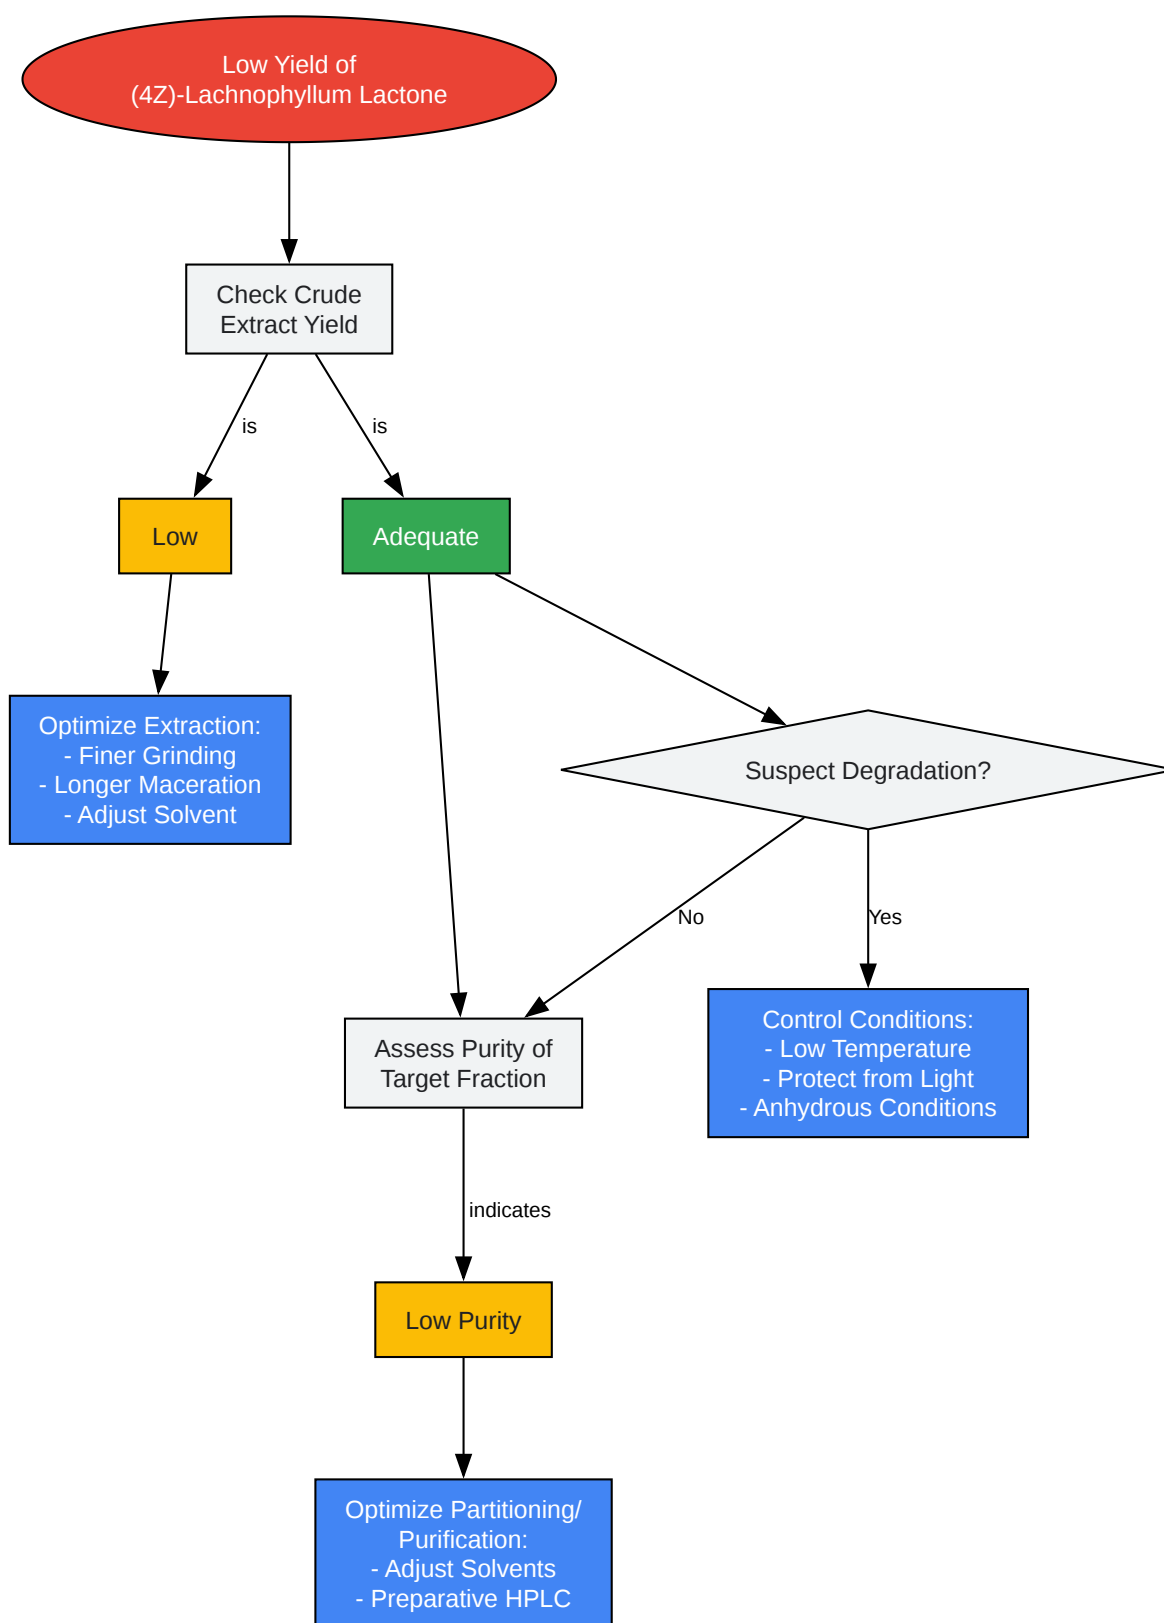 Low Yield of
(4Z)-Lachnophyllum Lactone
Check Crude
Extract Yield
is
is
Low
Adequate
Optimize Extraction:
- Finer Grinding
- Longer Maceration
- Adjust Solvent
Suspect Degradation?
No
Yes
Assess Purity of
Target Fraction
Control Conditions:
- Low Temperature
- Protect from Light
- Anhydrous Conditions
indicates
Low Purity
Optimize Partitioning/
Purification:
- Adjust Solvents
- Preparative HPLC